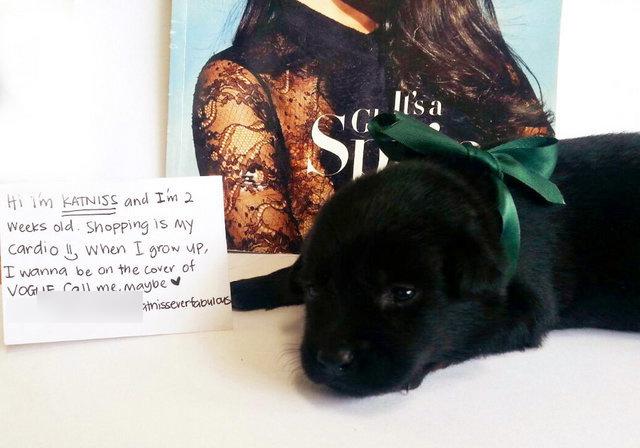 It's a
Hi i'm KATNISS and I'm 2
weeks old. Shopping is my
cardio :) When I grow up,
I wanna be on the cover of
VOGUE. Call me, maybe ♥
atnisseverfabulous